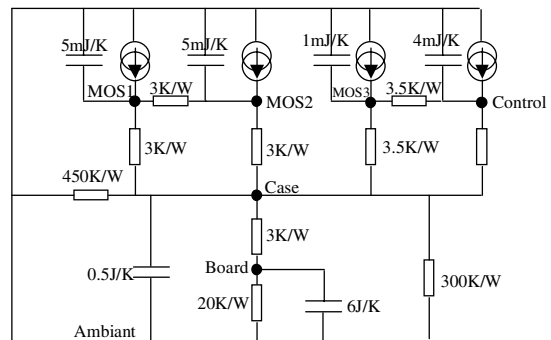 5mJ/K 5mJ/K 1mJ/K 4mJ/K
MOS1 3K/W MOS2 MOS3 3.5K/W Control
3K/W 3K/W 3.5K/W
450K/W Case
3K/W
0.5J/K Board 300K/W
20K/W 6J/K
Ambiant